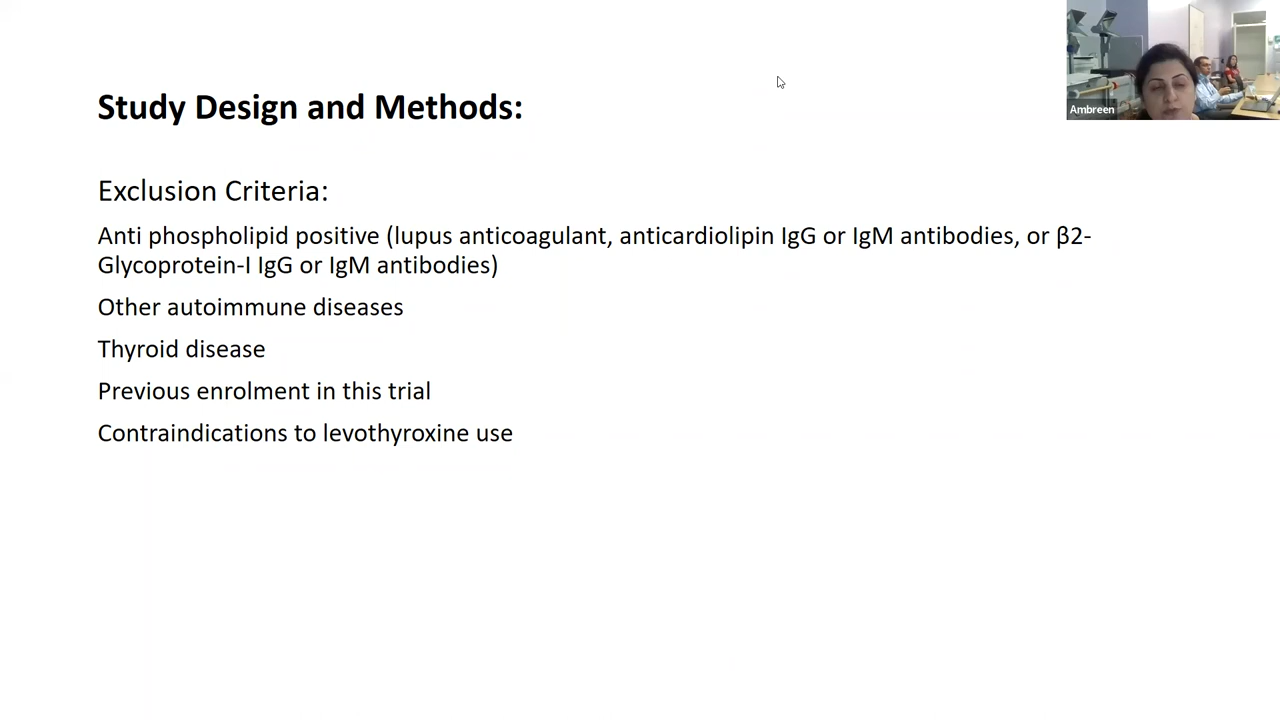 Study Design and Methods:
Ambreen
Exclusion Criteria:
Anti phospholipid positive (lupus anticoagulant, anticardiolipin IgG or IgM antibodies, or β2-
Glycoprotein-I IgG or IgM antibodies)
Other autoimmune diseases
Thyroid disease
Previous enrolment in this trial
Contraindications to levothyroxine use